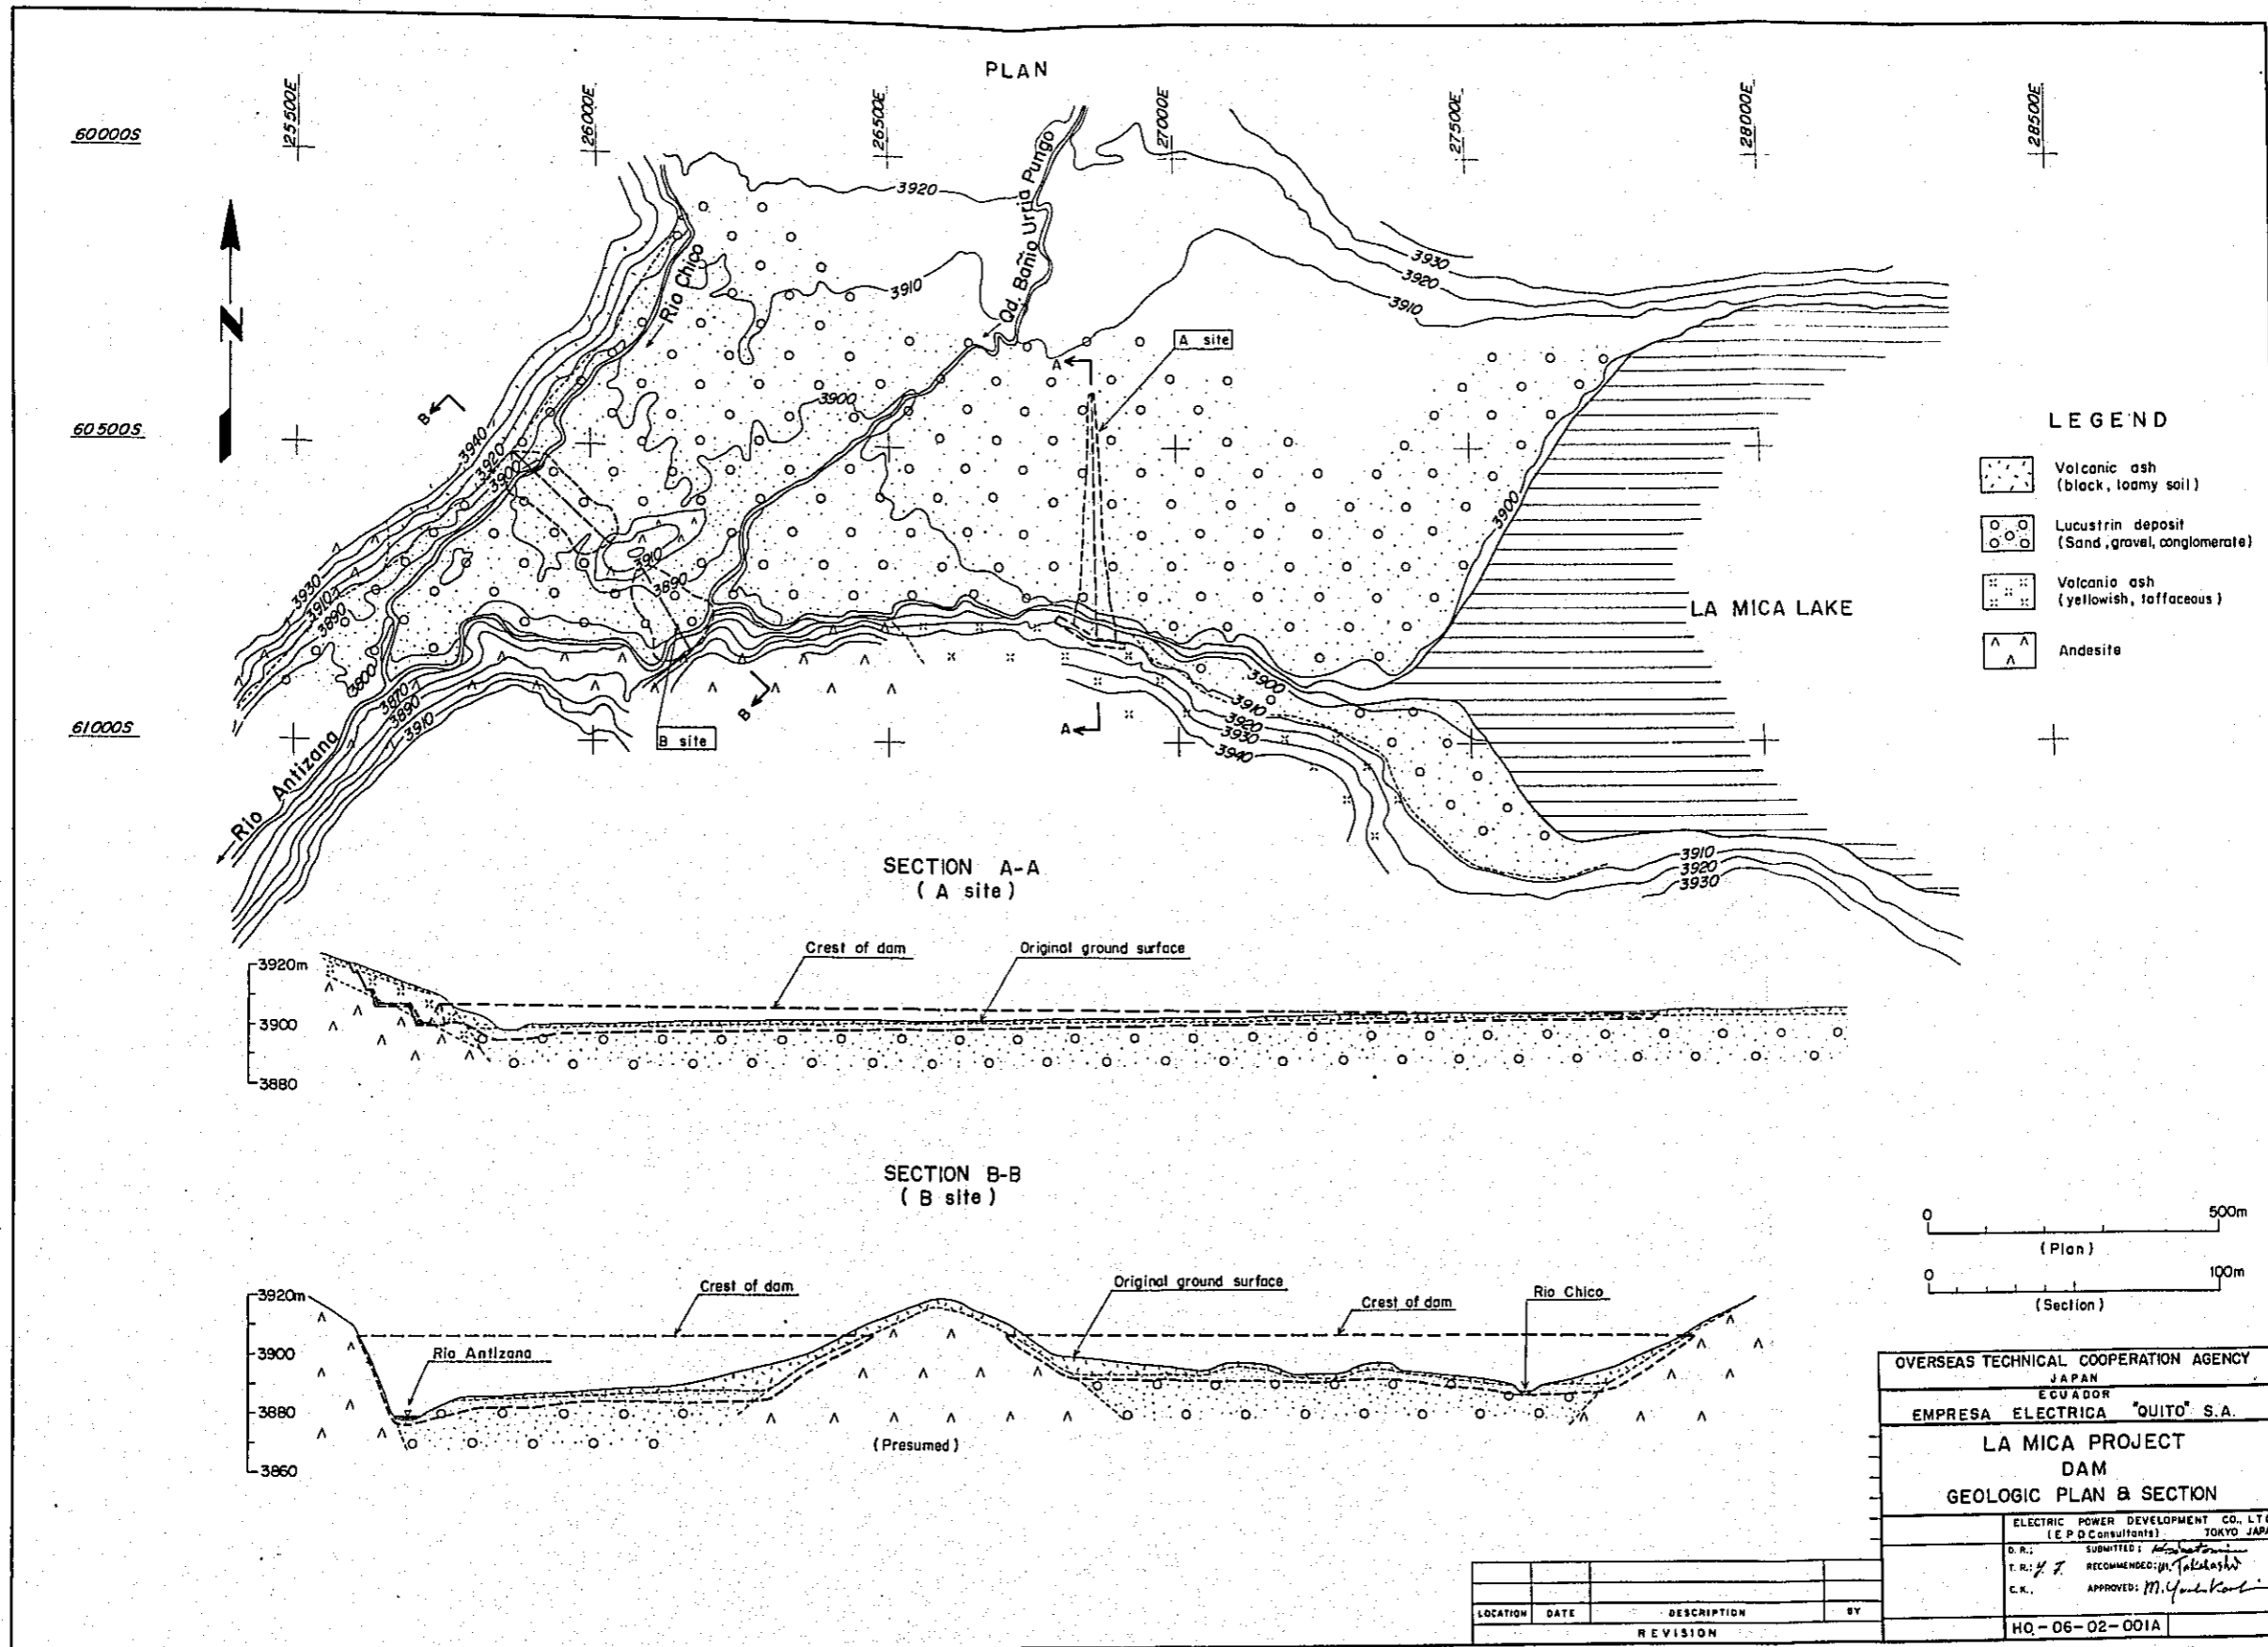 PLAN
25500E
26000E
26500E
27000E
27500E
28000E
28500E
60000S
60500S
61000S
N
3920
3910
3900
Rio Chico
Qd. Baño Urria Pungo
3930
3920
3910
A site
A
A
B
B
B site
3940
3920
3900
3910
3890
3930
3910
3890
3800
3870
3890
3910
Rio Antizana
3900
3900
3910
3920
3930
3940
3910
3920
3930
LA MICA LAKE
LEGEND
Volcanic ash
(black, loamy soil)
Lucustrin deposit
(Sand, gravel, conglomerate)
Volcanio ash
(yellowish, taffaceous)
Andesite
SECTION A-A
( A site )
3920m
3900
3880
Crest of dam
Original ground surface
SECTION B-B
( B site )
3920m
3900
3880
3860
Crest of dam
Rio Antizana
Original ground surface
Crest of dam
Rio Chico
(Presumed)
0 500m
(Plan)
0 100m
(Section)
OVERSEAS TECHNICAL COOPERATION AGENCY
JAPAN
ECUADOR
EMPRESA ELECTRICA "QUITO" S.A.
LA MICA PROJECT
DAM
GEOLOGIC PLAN & SECTION
ELECTRIC POWER DEVELOPMENT CO., LT
(E P D Consultants) TOKYO JAPA
D. R.: SUBMITTED:
T. R.: Y. J. RECOMMENDED: M. Takahashi
C.K. APPROVED:
HO-06-02-001A
LOCATION DATE DESCRIPTION BY
REVISION